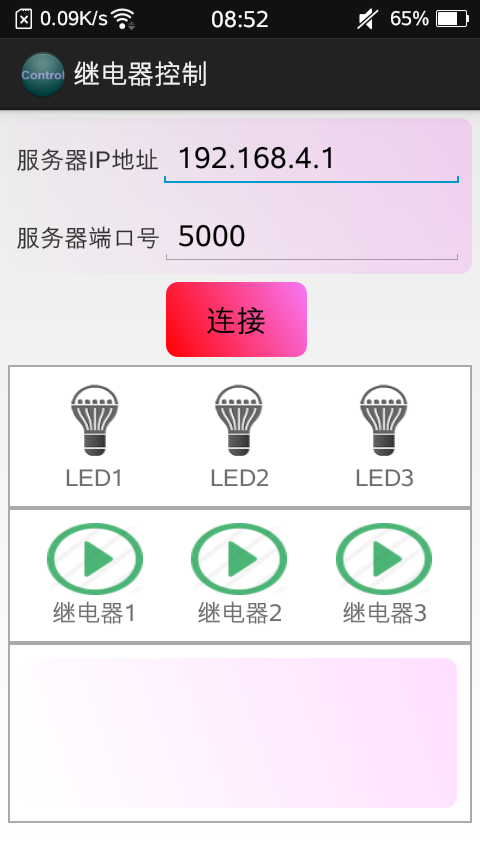 0.09K/s 08:52 65%
Control 继电器控制
服务器IP地址 192.168.4.1
服务器端口号 5000
连接
LED1 LED2 LED3
继电器1 继电器2 继电器3